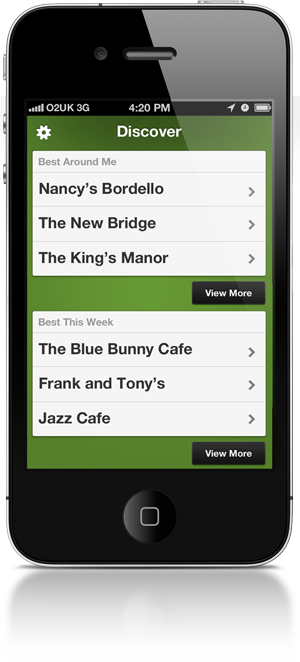 O2UK 3G 4:20 PM
Discover
Best Around Me
Nancy's Bordello
The New Bridge
The King's Manor
View More
Best This Week
The Blue Bunny Cafe
Frank and Tony's
Jazz Cafe
View More